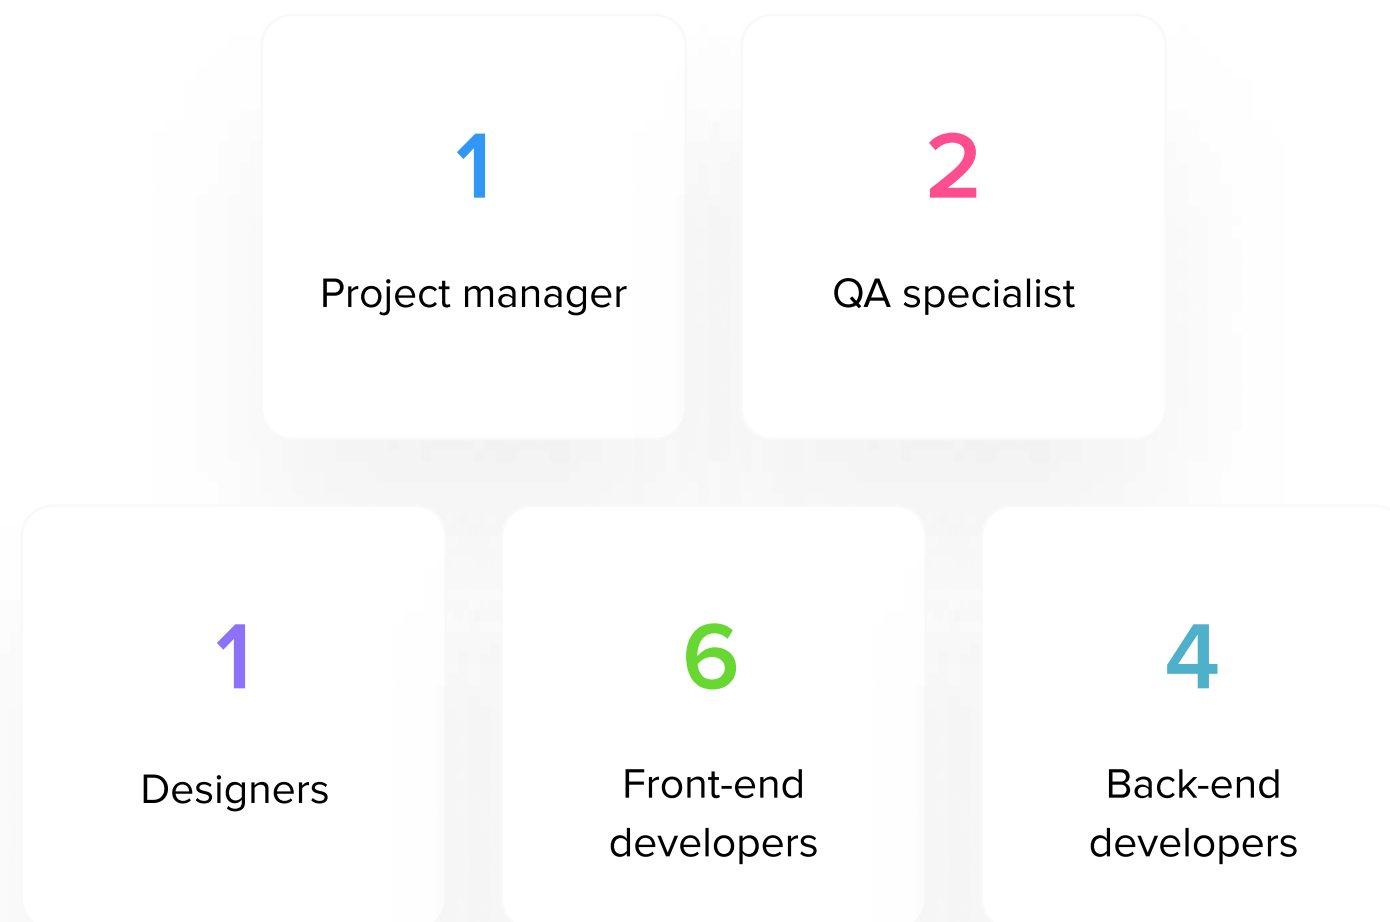 1
2
Project manager
QA specialist
1
6
4
Designers
Front-end
developers
Back-end
developers